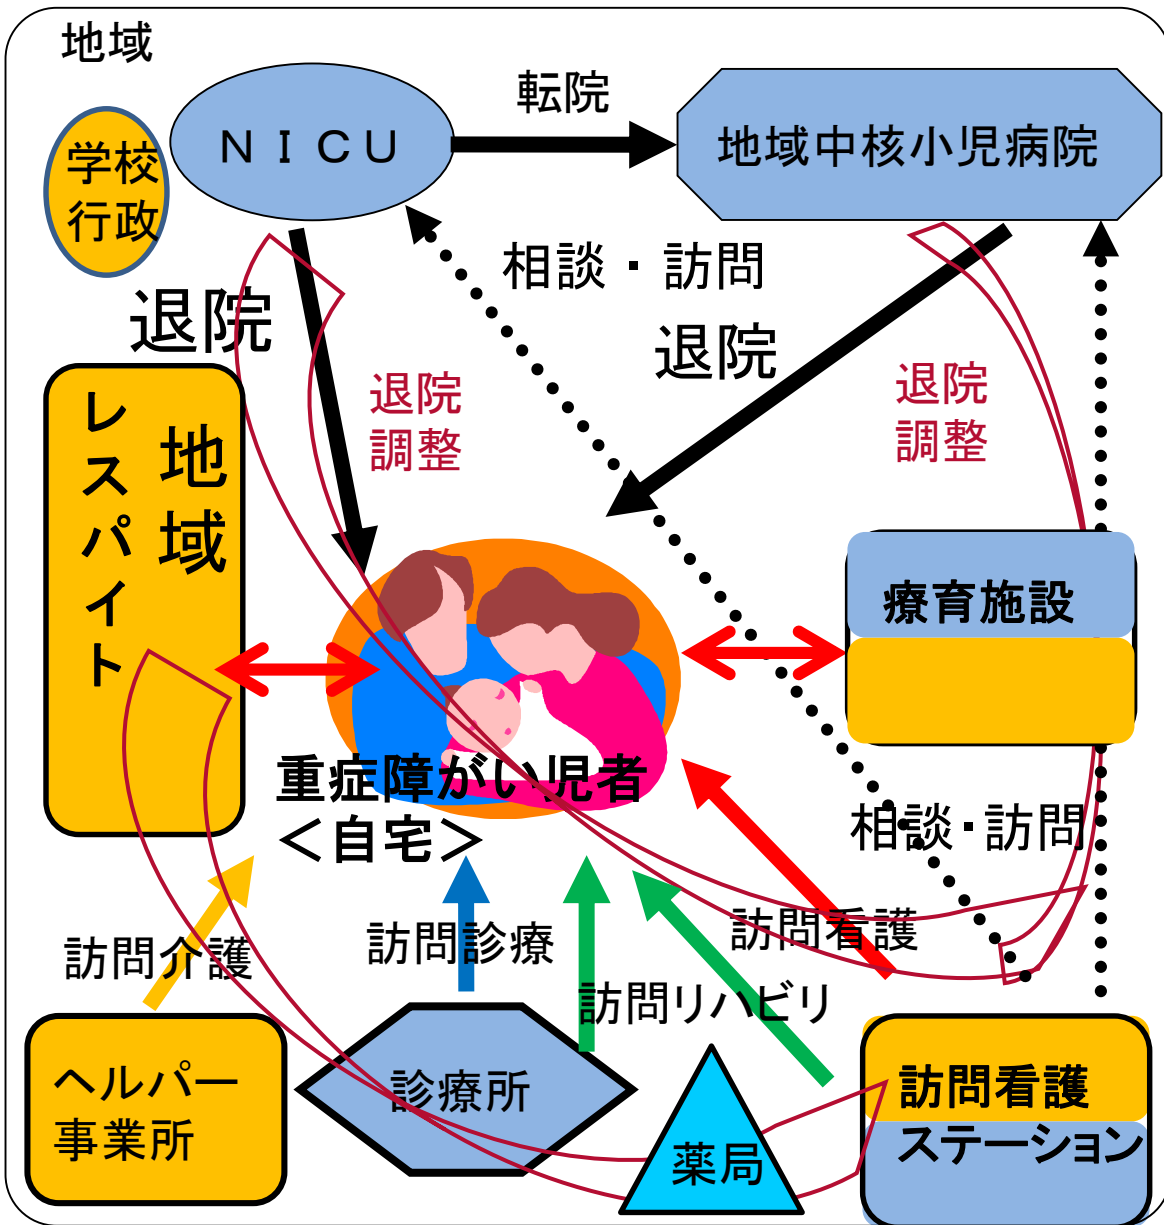 地域
ＮＩＣＵ
転院
地域中核小児病院
学校
行政
相談・訪問
退院
退院
退院
調整
退院
調整
地域
レスパイト
療育施設
重症障がい児者
＜自宅＞
相談・訪問
訪問介護
訪問診療
訪問看護
訪問リハビリ
ヘルパー
事業所
診療所
薬局
訪問看護
ステーション